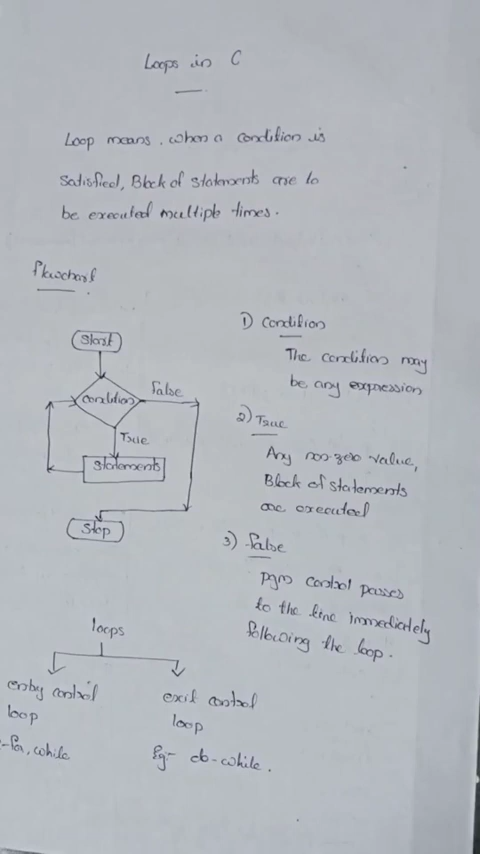 Loops in C
Loop means, when a condition is
satisfied, Block of statements are to
be executed multiple times.
flowchart
Start
condition
false
True
statements
Stop
1) Condition
The condition may
be any expression
2) True
Any non-zero value,
Block of statements
are executed
3) false
pgm control passes
to the line immediately
following the loop.
loops
entry control
loop
- for, while
exit control
loop
Eg:- do-while.